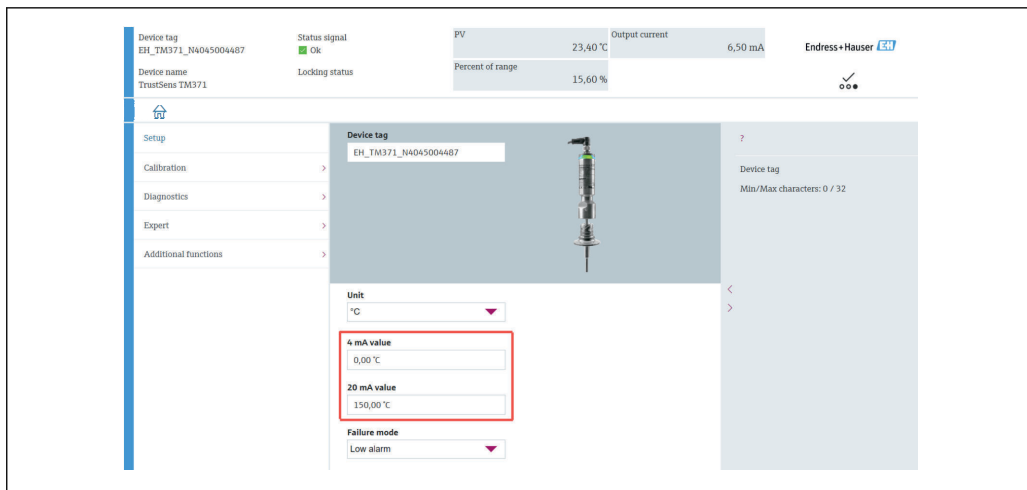 Device tag
EH_TM371_N4045004487
Status signal
Ok
PV
23,40 °C
Output current
6,50 mA
Endress+Hauser EH
Device name
TrustSens TM371
Locking status
Percent of range
15,60 %
Setup
Calibration
Diagnostics
Expert
Additional functions
Device tag
EH_TM371_N4045004487
?
Device tag
Min/Max characters: 0 / 32
Unit
°C
4 mA value
0,00 °C
20 mA value
150,00 °C
Failure mode
Low alarm